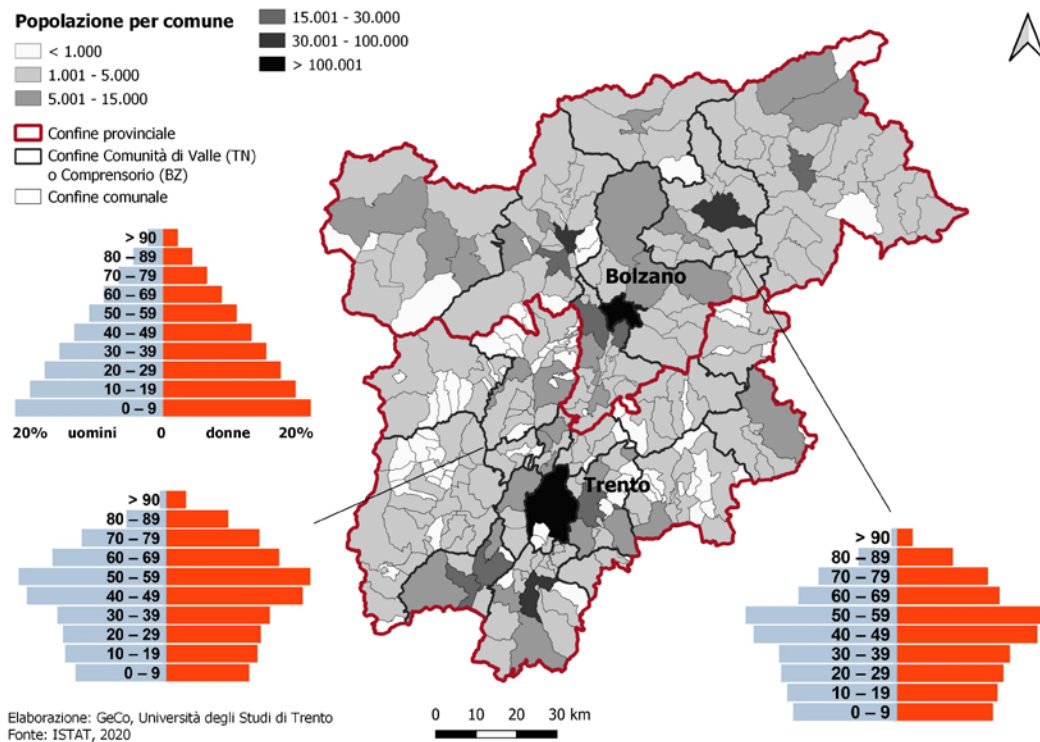 Popolazione per comune
< 1.000
1.001 - 5.000
5.001 - 15.000
15.001 - 30.000
30.001 - 100.000
> 100.001
Confine provinciale
Confine Comunità di Valle (TN)
o Comprensorio (BZ)
Confine comunale
> 90
80 – 89
70 – 79
60 – 69
50 – 59
40 – 49
30 – 39
20 – 29
10 – 19
0 – 9
20% uomini 0 donne 20%
Bolzano
Trento
> 90
80 – 89
70 – 79
60 – 69
50 – 59
40 – 49
30 – 39
20 – 29
10 – 19
0 – 9
> 90
80 – 89
70 – 79
60 – 69
50 – 59
40 – 49
30 – 39
20 – 29
10 – 19
0 – 9
Elaborazione: GeCo, Università degli Studi di Trento
Fonte: ISTAT, 2020
0 10 20 30 km